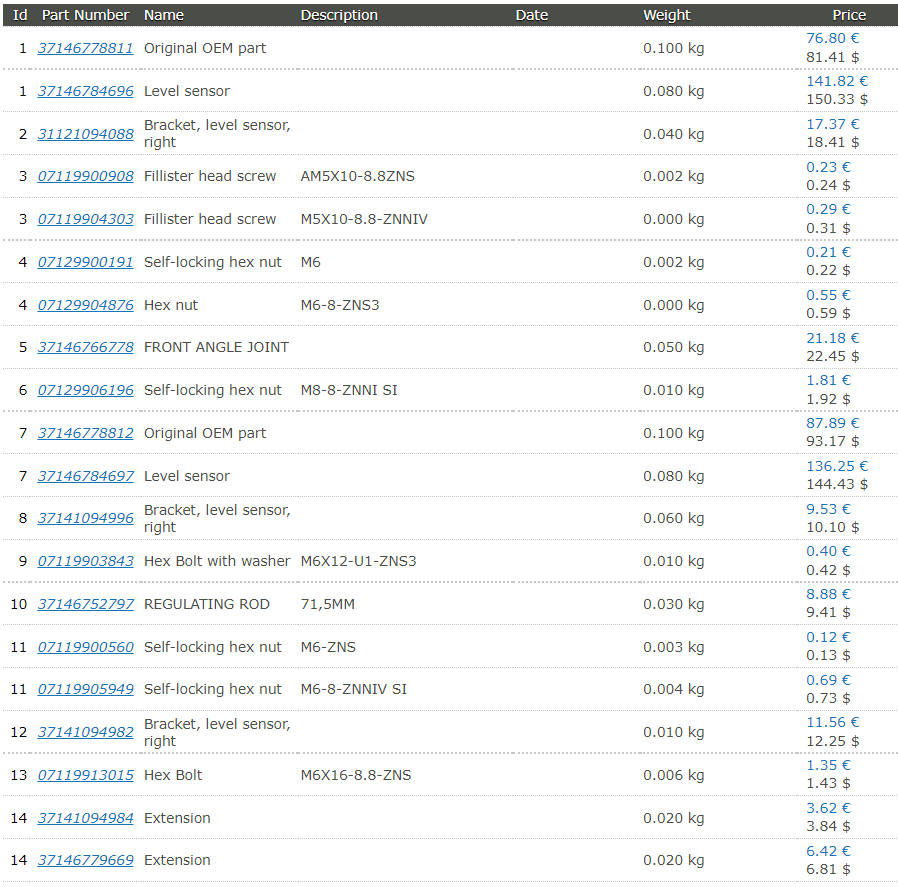 Id Part Number Name Description Date Weight Price
1 37146778811 Original OEM part 0.100 kg 76.80 €
81.41 $
1 37146784696 Level sensor 0.080 kg 141.82 €
150.33 $
2 31121094088 Bracket, level sensor, right 0.040 kg 17.37 €
18.41 $
3 07119900908 Fillister head screw AM5X10-8.8ZNS 0.002 kg 0.23 €
0.24 $
3 07119904303 Fillister head screw M5X10-8.8-ZNNIV 0.000 kg 0.29 €
0.31 $
4 07129900191 Self-locking hex nut M6 0.002 kg 0.21 €
0.22 $
4 07129904876 Hex nut M6-8-ZNS3 0.000 kg 0.55 €
0.59 $
5 37146766778 FRONT ANGLE JOINT 0.050 kg 21.18 €
22.45 $
6 07129906196 Self-locking hex nut M8-8-ZNNI SI 0.010 kg 1.81 €
1.92 $
7 37146778812 Original OEM part 0.100 kg 87.89 €
93.17 $
7 37146784697 Level sensor 0.080 kg 136.25 €
144.43 $
8 37141094996 Bracket, level sensor, right 0.060 kg 9.53 €
10.10 $
9 07119903843 Hex Bolt with washer M6X12-U1-ZNS3 0.010 kg 0.40 €
0.42 $
10 37146752797 REGULATING ROD 71,5MM 0.030 kg 8.88 €
9.41 $
11 07119900560 Self-locking hex nut M6-ZNS 0.003 kg 0.12 €
0.13 $
11 07119905949 Self-locking hex nut M6-8-ZNNIV SI 0.004 kg 0.69 €
0.73 $
12 37141094982 Bracket, level sensor, right 0.010 kg 11.56 €
12.25 $
13 07119913015 Hex Bolt M6X16-8.8-ZNS 0.006 kg 1.35 €
1.43 $
14 37141094984 Extension 0.020 kg 3.62 €
3.84 $
14 37146779669 Extension 0.020 kg 6.42 €
6.81 $